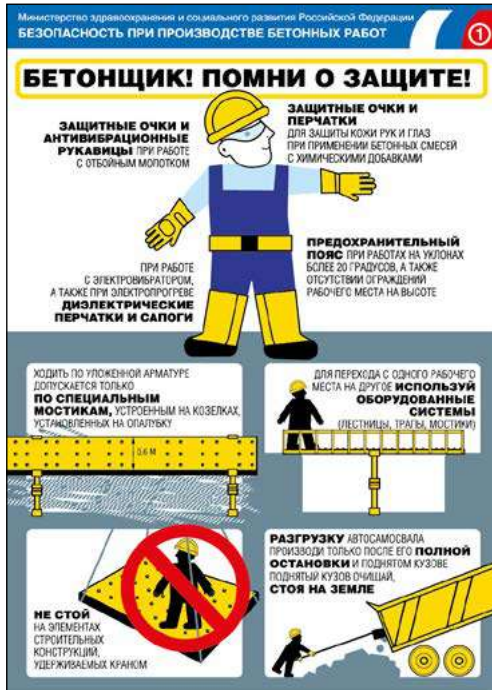 Министерство здравоохранения и социального развития Российской Федерации
БЕЗОПАСНОСТЬ ПРИ ПРОИЗВОДСТВЕ БЕТОННЫХ РАБОТ
1
БЕТОНЩИК! ПОМНИ О ЗАЩИТЕ!
ЗАЩИТНЫЕ ОЧКИ И
АНТИВИБРАЦИОННЫЕ
РУКАВИЦЫ ПРИ РАБОТЕ
С ОТБОЙНЫМ МОЛОТКОМ
ЗАЩИТНЫЕ ОЧКИ И
ПЕРЧАТКИ
ДЛЯ ЗАЩИТЫ КОЖИ РУК И ГЛАЗ
ПРИ ПРИМЕНЕНИИ БЕТОННЫХ СМЕСЕЙ
С ХИМИЧЕСКИМИ ДОБАВКАМИ
ПРИ РАБОТЕ
С ЭЛЕКТРОВИБРАТОРОМ,
А ТАКЖЕ ПРИ ЭЛЕКТРОПРОГРЕВЕ
ДИЭЛЕКТРИЧЕСКИЕ
ПЕРЧАТКИ И САПОГИ
ПРЕДОХРАНИТЕЛЬНЫЙ
ПОЯС ПРИ РАБОТАХ НА УКЛОНАХ
БОЛЕЕ 20 ГРАДУСОВ, А ТАКЖЕ
ОТСУТСТВИИ ОГРАЖДЕНИЙ
РАБОЧЕГО МЕСТА НА ВЫСОТЕ
ХОДИТЬ ПО УЛОЖЕННОЙ АРМАТУРЕ
ДОПУСКАЕТСЯ ТОЛЬКО
ПО СПЕЦИАЛЬНЫМ
МОСТИКАМ, УСТРОЕННЫМ НА КОЗЕЛКАХ,
УСТАНОВЛЕННЫХ НА ОПАЛУБКУ
0,6 М
ДЛЯ ПЕРЕХОДА С ОДНОГО РАБОЧЕГО
МЕСТА НА ДРУГОЕ ИСПОЛЬЗУЙ
ОБОРУДОВАННЫЕ
СИСТЕМЫ
(ЛЕСТНИЦЫ, ТРАПЫ, МОСТИКИ)
НЕ СТОЙ
НА ЭЛЕМЕНТАХ
СТРОИТЕЛЬНЫХ
КОНСТРУКЦИЙ,
УДЕРЖИВАЕМЫХ КРАНОМ
РАЗГРУЗКУ АВТОСАМОСВАЛА
ПРОИЗВОДИ ТОЛЬКО ПОСЛЕ ЕГО ПОЛНОЙ
ОСТАНОВКИ И ПОДНЯТОМ КУЗОВЕ
ПОДНЯТЫЙ КУЗОВ ОЧИЩАЙ,
СТОЯ НА ЗЕМЛЕ